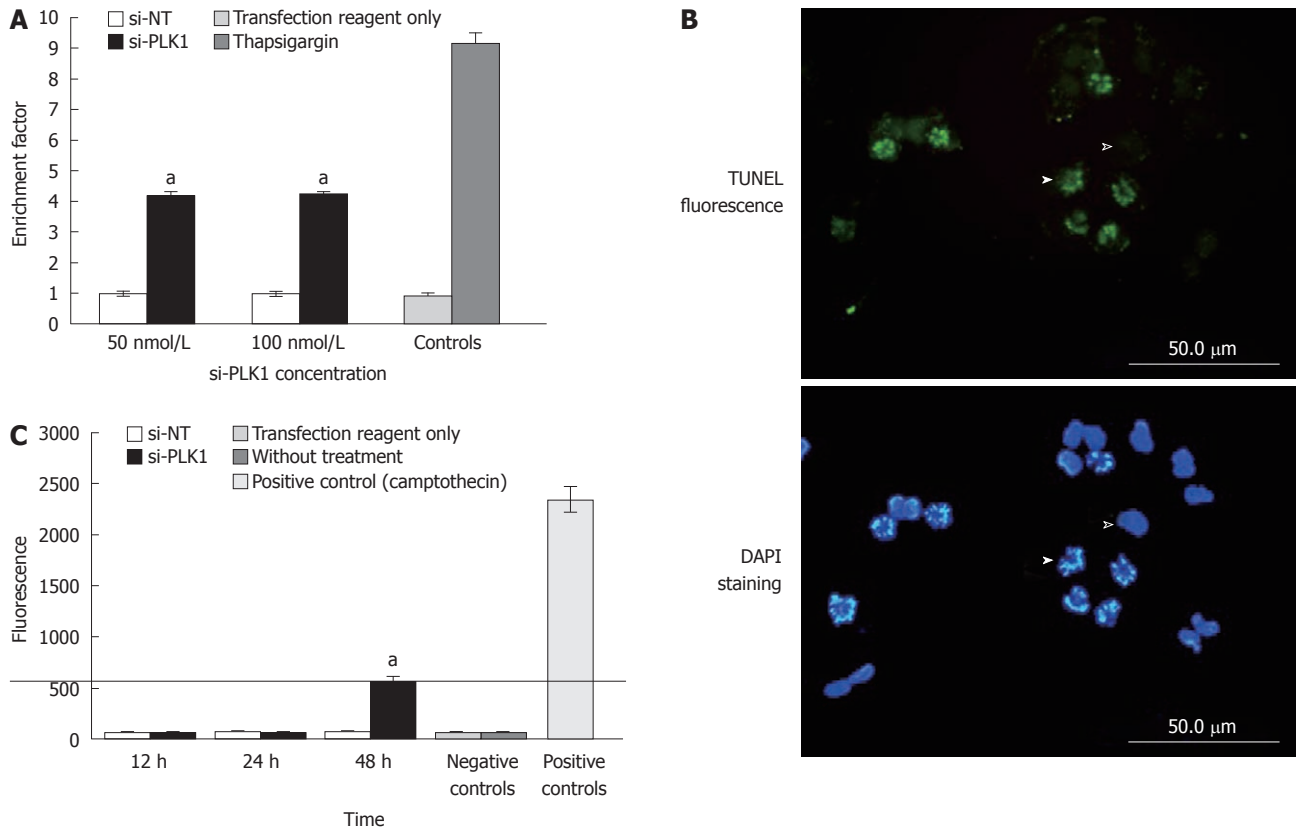 A
si-NT
Transfection reagent only
si-PLK1
Thapsigargin
Enrichment factor
10
9
8
7
6
5
4
3
2
1
0
a
a
50 nmol/L
100 nmol/L
Controls
si-PLK1 concentration
B
TUNEL
fluorescence
50.0 μm
DAPI
staining
50.0 μm
C
si-NT
Transfection reagent only
si-PLK1
Without treatment
Positive control (camptothecin)
Fluorescence
3000
2500
2000
1500
1000
500
0
a
12 h
24 h
48 h
Negative
controls
Positive
controls
Time